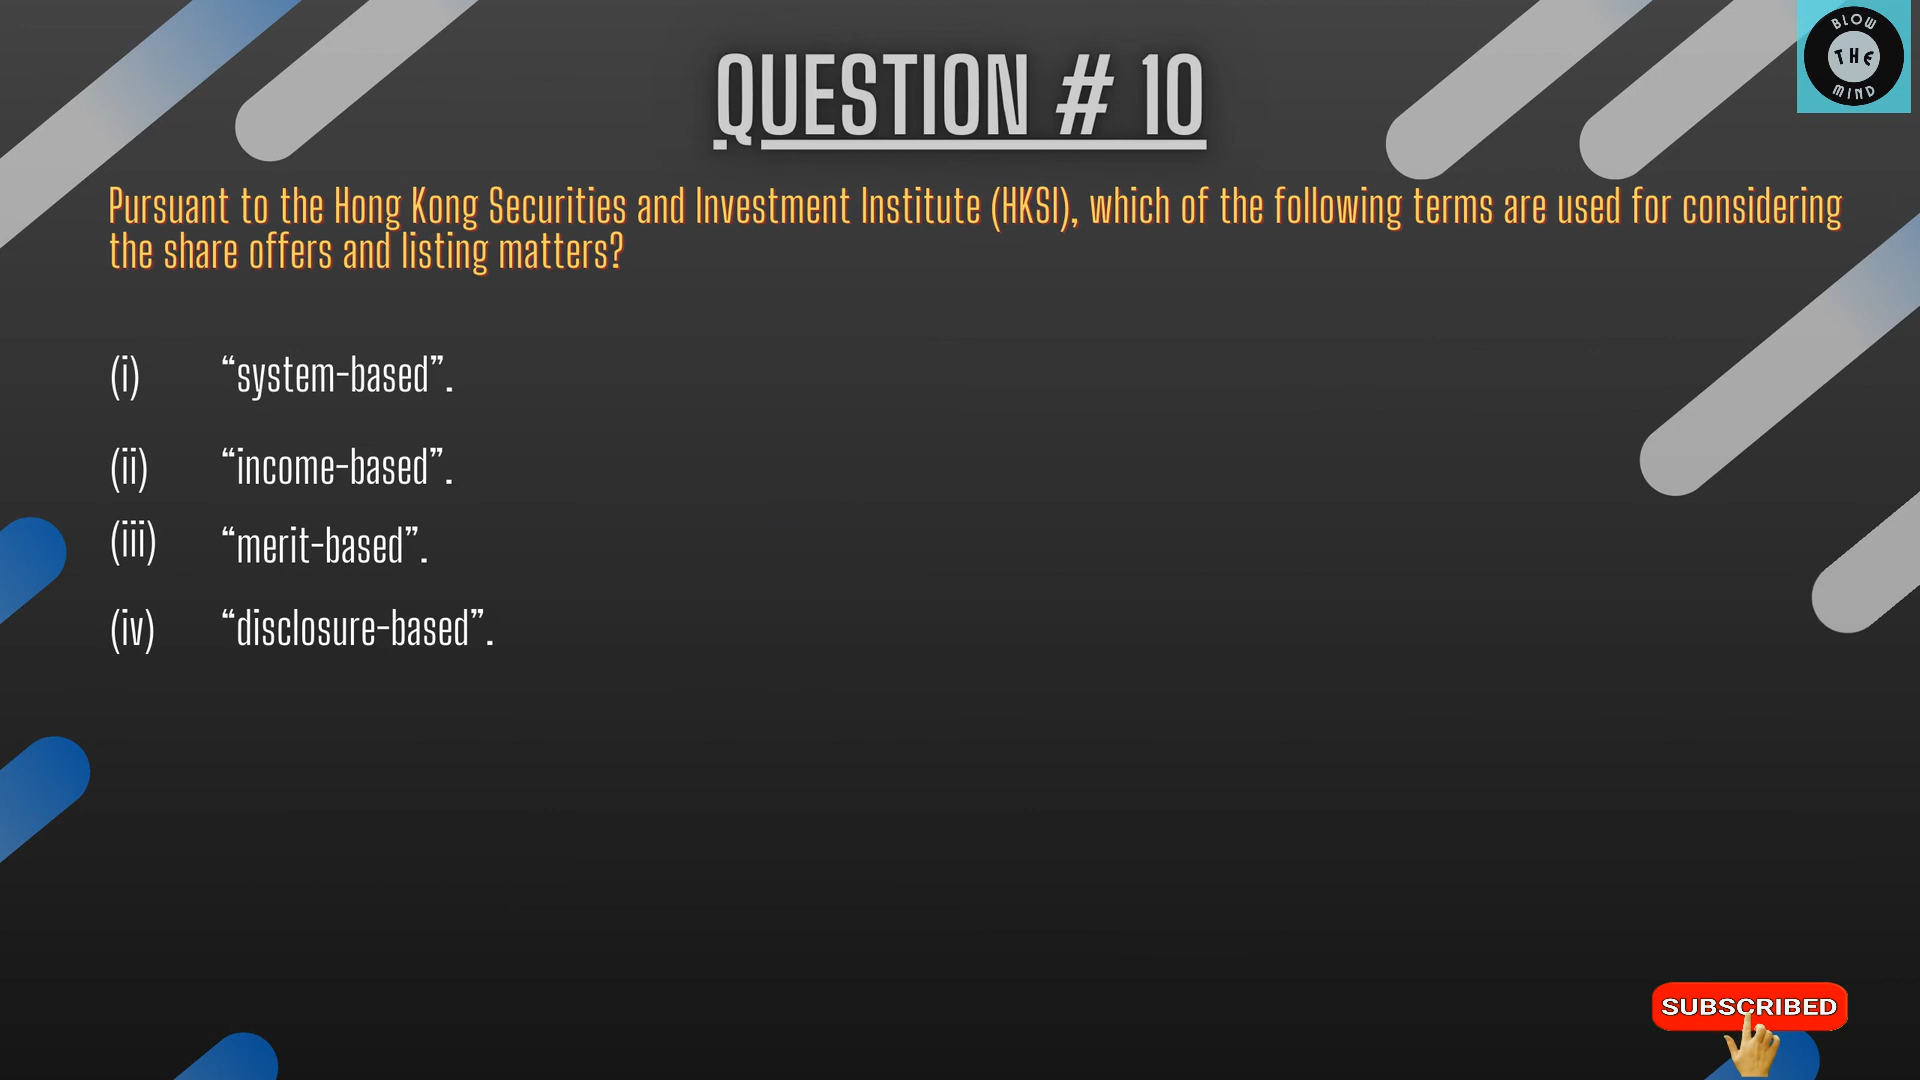 BLOW
THE
MIND
QUESTION # 10
Pursuant to the Hong Kong Securities and Investment Institute (HKSI), which of the following terms are used for considering
the share offers and listing matters?
(i) “system-based”.
(ii) “income-based”.
(iii) “merit-based”.
(iv) “disclosure-based”.
SUBSCRIBED